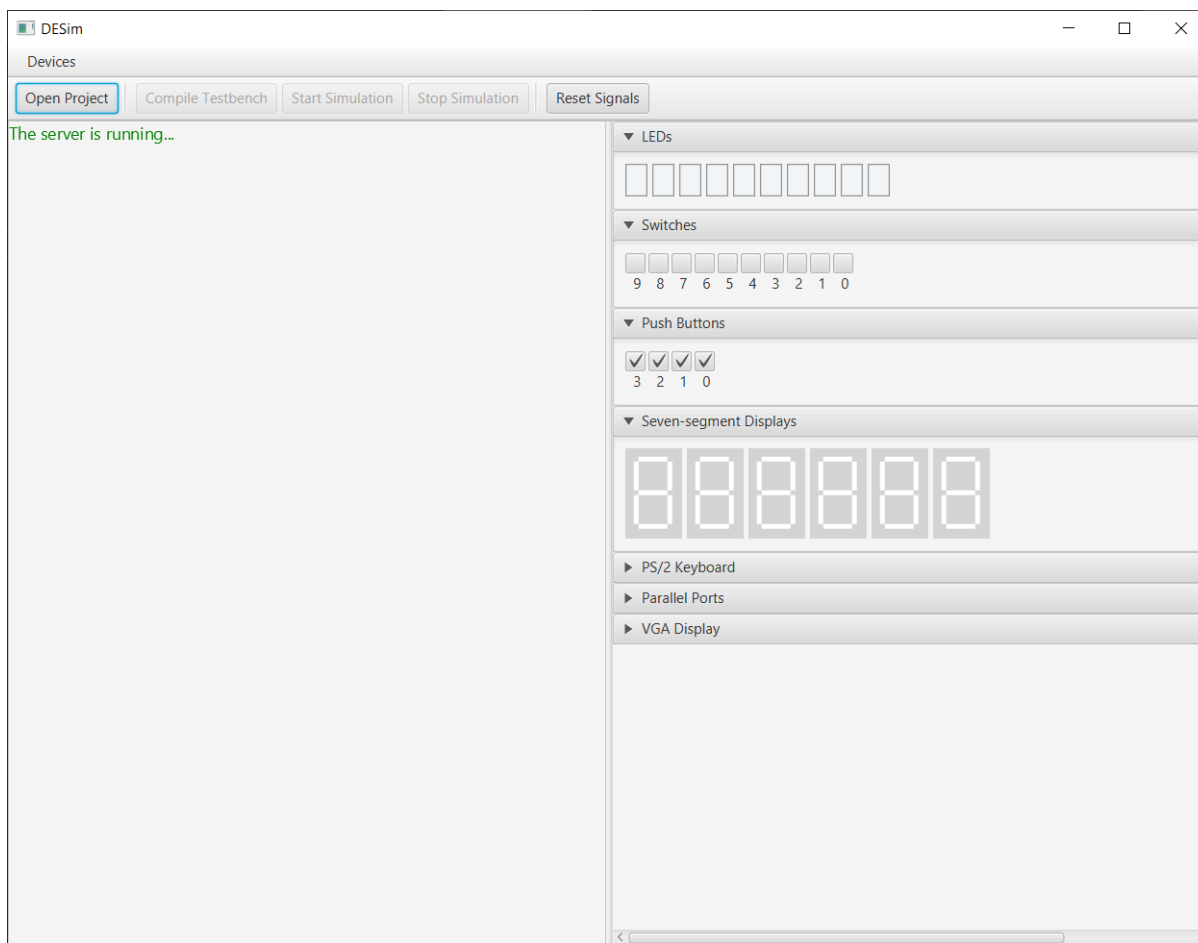 DESim
Devices
Open Project Compile Testbench Start Simulation Stop Simulation Reset Signals
The server is running...
LEDs
Switches
9 8 7 6 5 4 3 2 1 0
Push Buttons
3 2 1 0
Seven-segment Displays
PS/2 Keyboard
Parallel Ports
VGA Display